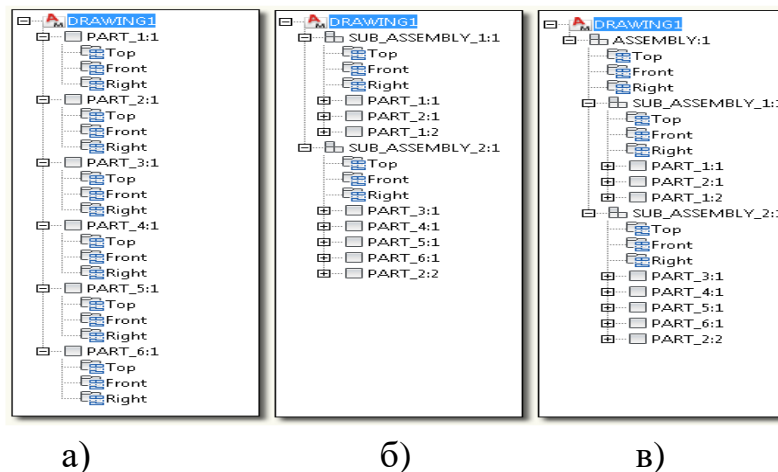 DRAWING1
PART_1:1
Top
Front
Right
PART_2:1
Top
Front
Right
PART_3:1
Top
Front
Right
PART_4:1
Top
Front
Right
PART_5:1
Top
Front
Right
PART_6:1
Top
Front
Right
а)
DRAWING1
SUB_ASSEMBLY_1:1
Top
Front
Right
PART_1:1
PART_2:1
PART_1:2
SUB_ASSEMBLY_2:1
Top
Front
Right
PART_3:1
PART_4:1
PART_5:1
PART_6:1
PART_2:2
б)
DRAWING1
ASSEMBLY:1
Top
Front
Right
SUB_ASSEMBLY_1:1
Top
Front
Right
PART_1:1
PART_2:1
PART_1:2
SUB_ASSEMBLY_2:1
Top
Front
Right
PART_3:1
PART_4:1
PART_5:1
PART_6:1
PART_2:2
в)